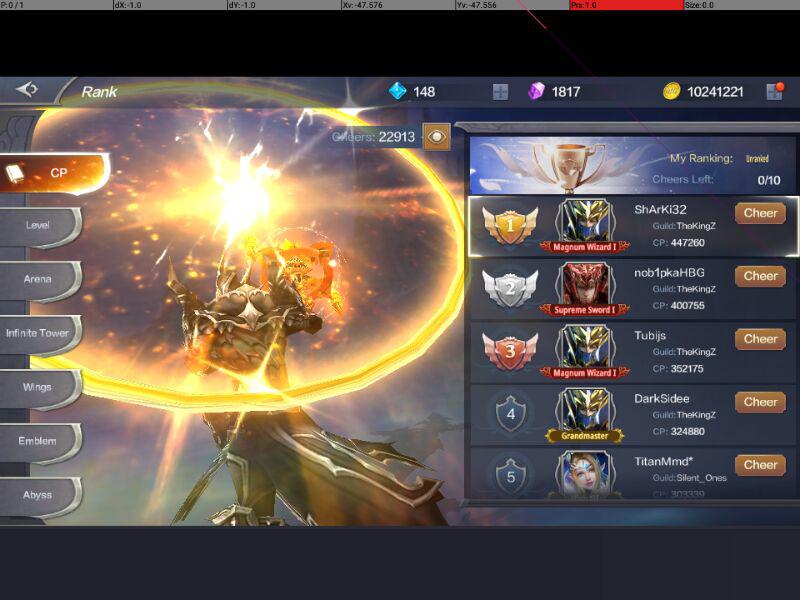 P: 0 / 1 dX: -1.0 dY: -1.0 Xv: -47.576 Yv: -47.556 Prs: 1.0 Size: 0.0
Rank 148 1817 10241221
Cheers: 22913
CP
Level
Arena
Infinite Tower
Wings
Emblem
Abyss
My Ranking: Unranked
Cheers Left: 0/10
1
Magnum Wizard I
ShArKi32
Guild:TheKingZ
CP: 447260
Cheer
2
Supreme Sword I
nob1pkaHBG
Guild:TheKingZ
CP: 400755
Cheer
3
Magnum Wizard I
Tubijs
Guild:TheKingZ
CP: 352175
Cheer
4
Grandmaster
DarkSidee
Guild:TheKingZ
CP: 324880
Cheer
5
TitanMmd*
Guild:Silent_Ones
CP: 303339
Cheer